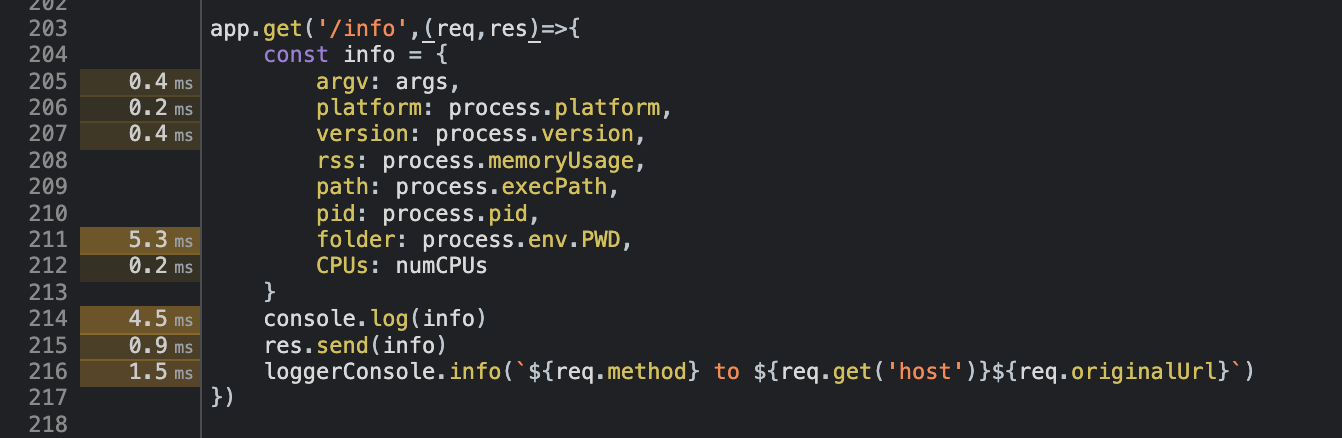 202
203 app.get('/info',(req,res)=>{
204     const info = {
205 0.4 ms         argv: args,
206 0.2 ms         platform: process.platform,
207 0.4 ms         version: process.version,
208         rss: process.memoryUsage,
209         path: process.execPath,
210         pid: process.pid,
211 5.3 ms         folder: process.env.PWD,
212 0.2 ms         CPUs: numCPUs
213     }
214 4.5 ms     console.log(info)
215 0.9 ms     res.send(info)
216 1.5 ms     loggerConsole.info(`${req.method} to ${req.get('host')}${req.originalUrl}`)
217 })
218